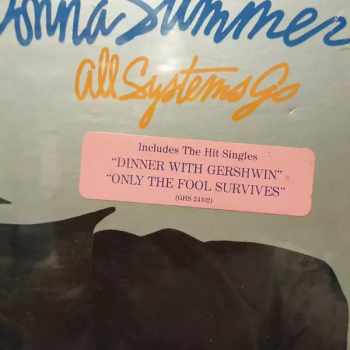 onna Summer
all Systems Go
Includes The Hit Singles
"DINNER WITH GERSHWIN"
"ONLY THE FOOL SURVIVES"